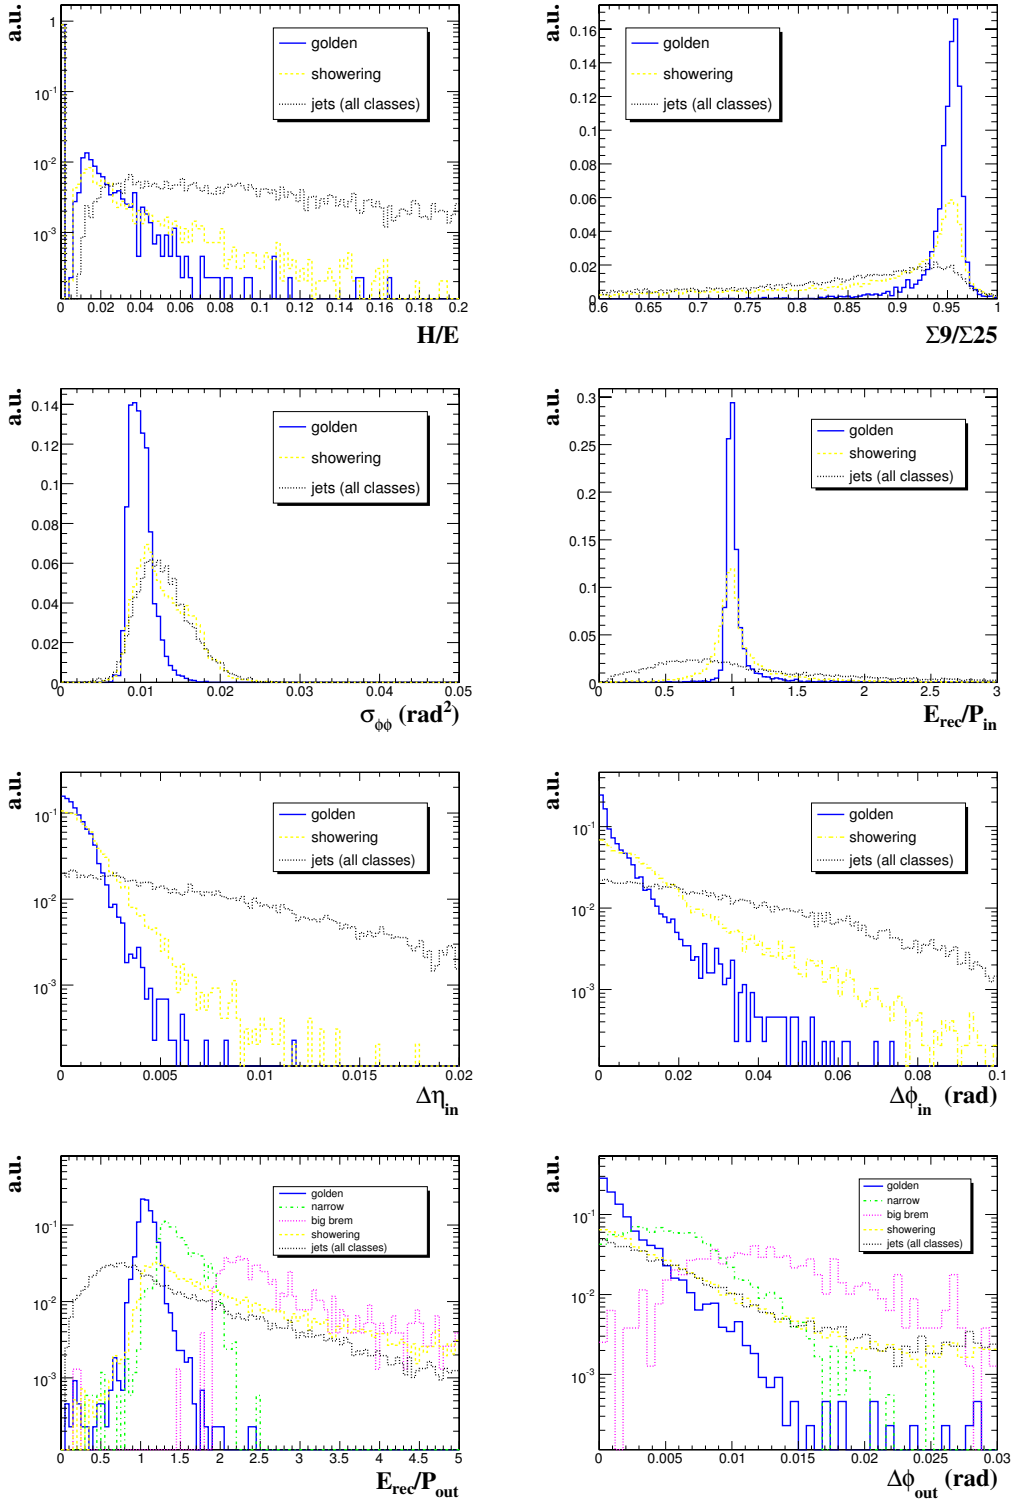 a.u.
1
10^-1
10^-2
10^-3
golden
showering
jets (all classes)
0 0.02 0.04 0.06 0.08 0.1 0.12 0.14 0.16 0.18 0.2
H/E
a.u.
0.16
0.14
0.12
0.1
0.08
0.06
0.04
0.02
0
golden
showering
jets (all classes)
0.6 0.65 0.7 0.75 0.8 0.85 0.9 0.95 1
Σ9/Σ25
a.u.
0.14
0.12
0.1
0.08
0.06
0.04
0.02
0
golden
showering
jets (all classes)
0 0.01 0.02 0.03 0.04 0.05
σ_ϕϕ (rad²)
a.u.
0.3
0.25
0.2
0.15
0.1
0.05
0
golden
showering
jets (all classes)
0 0.5 1 1.5 2 2.5 3
E_rec/P_in
a.u.
10^-1
10^-2
10^-3
golden
showering
jets (all classes)
0 0.005 0.01 0.015 0.02
Δη_in
a.u.
10^-1
10^-2
10^-3
golden
showering
jets (all classes)
0 0.02 0.04 0.06 0.08 0.1
Δϕ_in (rad)
a.u.
10^-1
10^-2
10^-3
golden
narrow
big brem
showering
jets (all classes)
0 0.5 1 1.5 2 2.5 3 3.5 4 4.5 5
E_rec/P_out
a.u.
10^-1
10^-2
10^-3
golden
narrow
big brem
showering
jets (all classes)
0 0.005 0.01 0.015 0.02 0.025 0.03
Δϕ_out (rad)